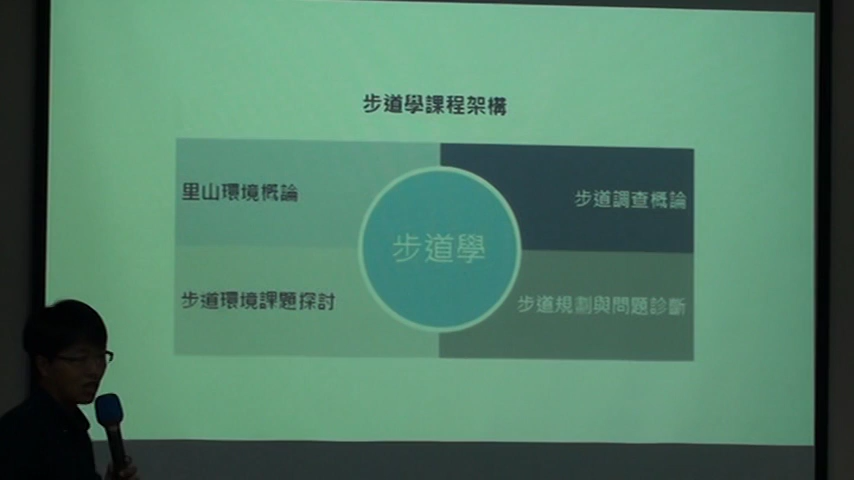 步道學課程架構
里山環境概論
步道調查概論
步道學
步道環境課題探討
步道規劃與問題診斷